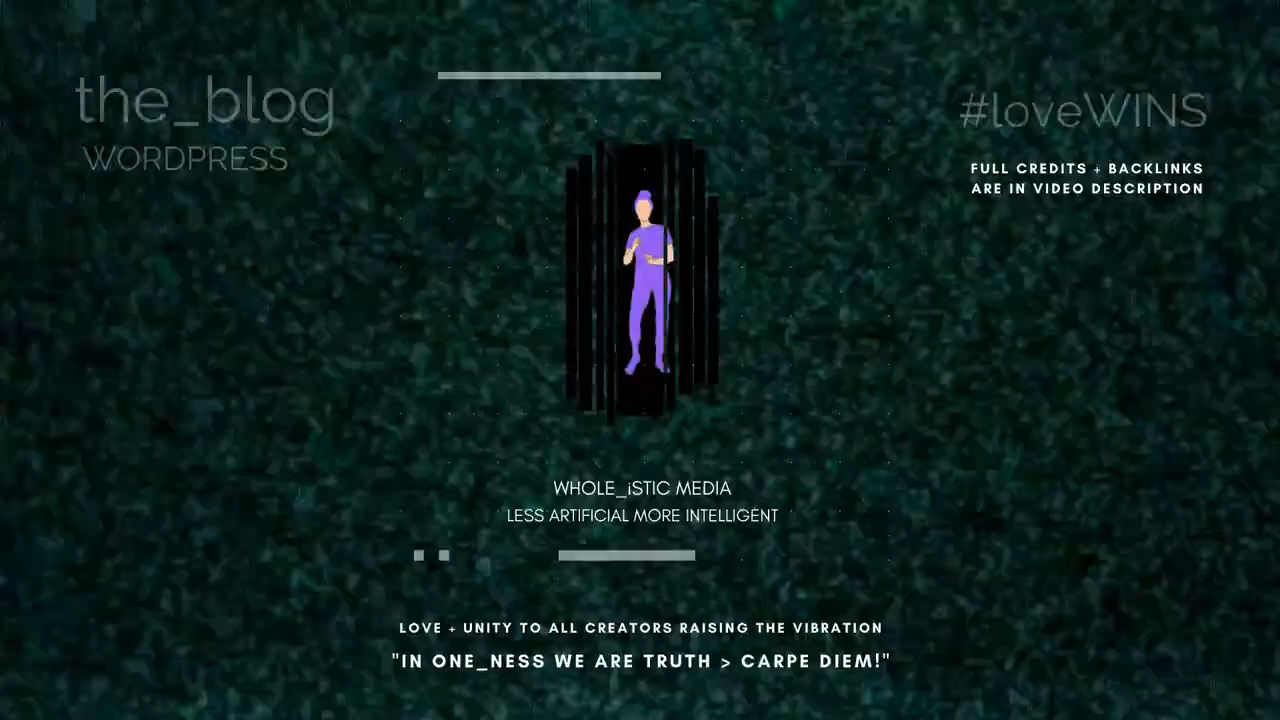 the_blog
WORDPRESS
#loveWINS
FULL CREDITS + BACKLINKS
ARE IN VIDEO DESCRIPTION
WHOLE_iSTIC MEDIA
LESS ARTIFICIAL MORE INTELLIGENT
LOVE + UNITY TO ALL CREATORS RAISING THE VIBRATION
"IN ONE_NESS WE ARE TRUTH > CARPE DIEM!"